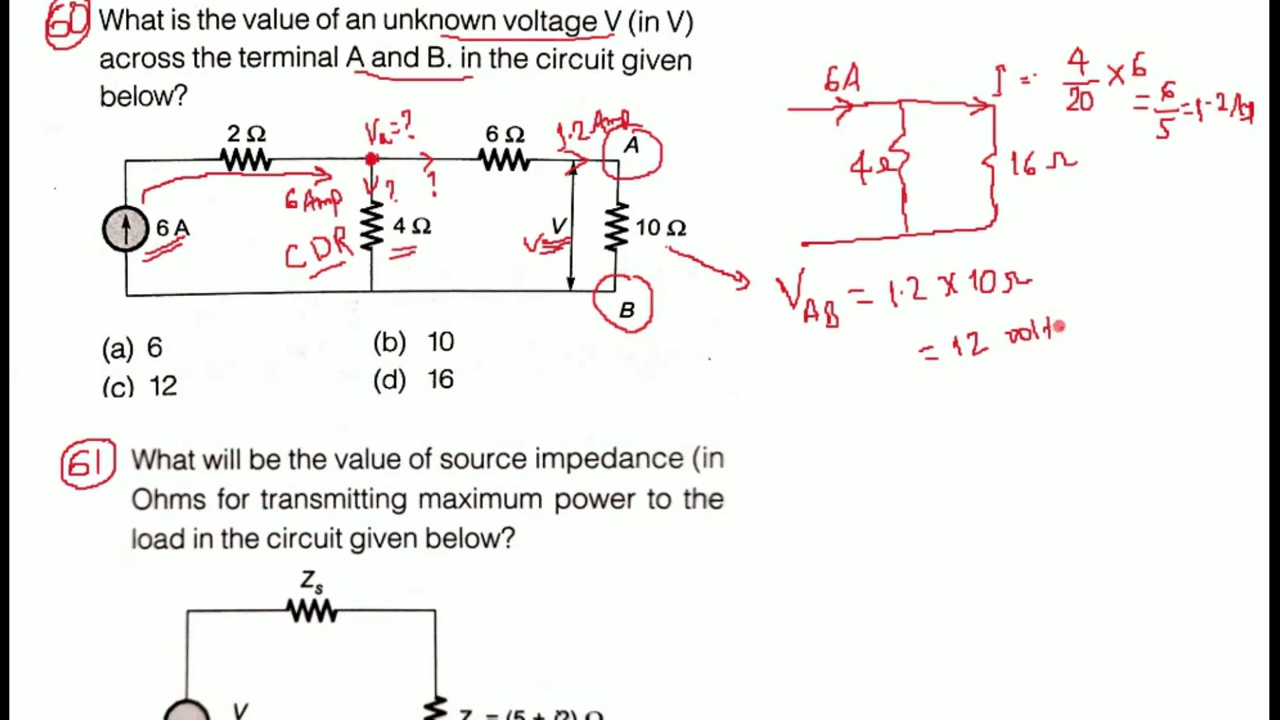 60 What is the value of an unknown voltage V (in V)
across the terminal A and B. in the circuit given
below?
2 Ω
Va=?
6 Ω
1.2 Amp
A
6 Amp
V?
?
6 A
CDR
4 Ω
V
V
10 Ω
B
(a) 6
(b) 10
(c) 12
(d) 16
6A
I = 4/20 × 6
= 6/5 = 1.2 Amp
4Ω
16 Ω
VAB = 1.2 × 10Ω
= 12 volt
61 What will be the value of source impedance (in
Ohms for transmitting maximum power to the
load in the circuit given below?
Zs
V